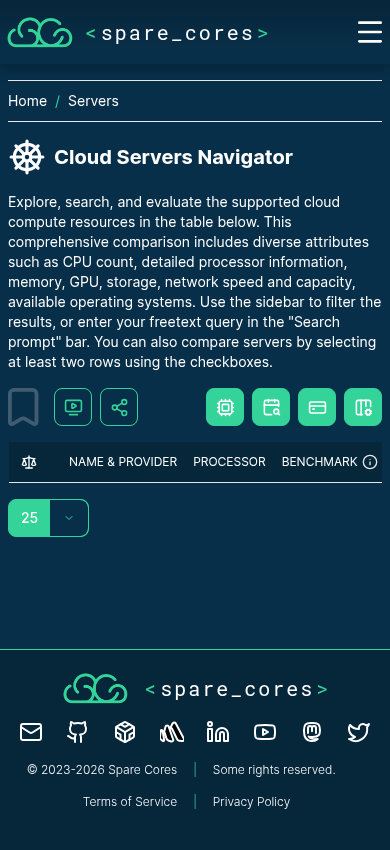 <spare_cores>
Home / Servers
Cloud Servers Navigator
Explore, search, and evaluate the supported cloud
compute resources in the table below. This
comprehensive comparison includes diverse attributes
such as CPU count, detailed processor information,
memory, GPU, storage, network speed and capacity,
available operating systems. Use the sidebar to filter the
results, or enter your freetext query in the "Search
prompt" bar. You can also compare servers by selecting
at least two rows using the checkboxes.
NAME & PROVIDER PROCESSOR BENCHMARK
25
<spare_cores>
© 2023-2026 Spare Cores | Some rights reserved.
Terms of Service | Privacy Policy